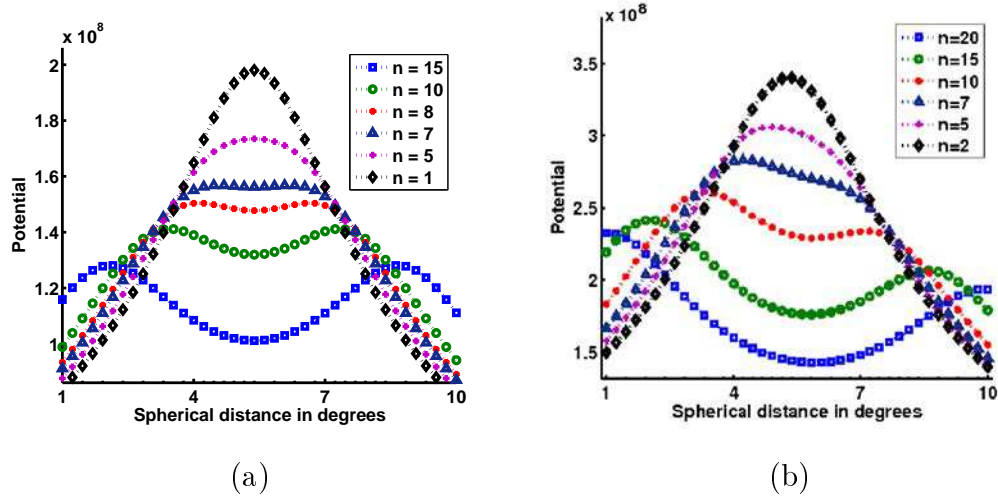 x 10^8
2
1.8
1.6
1.4
1.2
1
Potential
n = 15
n = 10
n = 8
n = 7
n = 5
n = 1
1 4 7 10
Spherical distance in degrees
(a)
x 10^8
3.5
3
2.5
2
1.5
Potential
n=20
n=15
n=10
n=7
n=5
n=2
1 4 7 10
Spherical distance in degrees
(b)